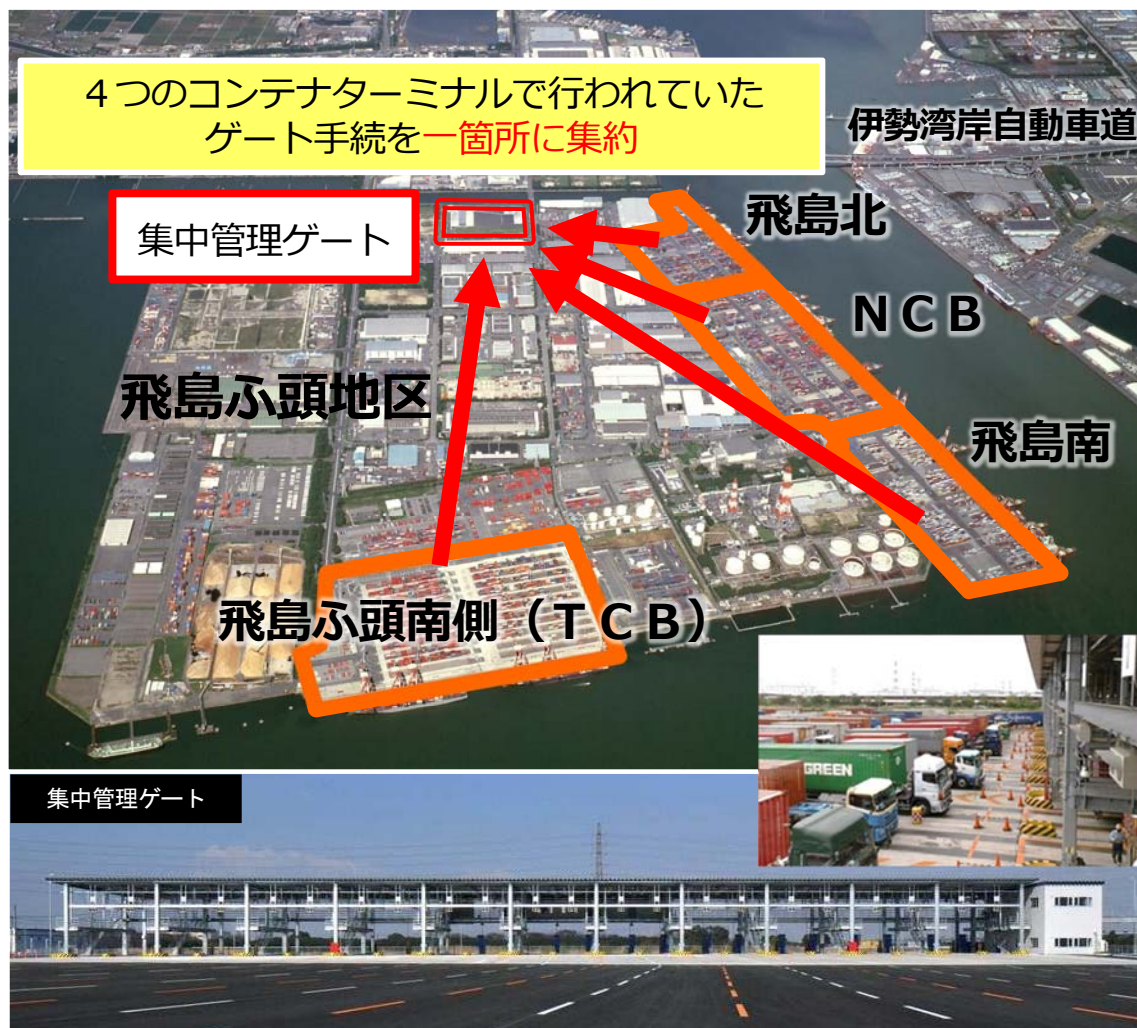 ４つのコンテナターミナルで行われていた
ゲート手続を一箇所に集約
伊勢湾岸自動車道
集中管理ゲート
飛島北
NCB
飛島ふ頭地区
飛島南
飛島ふ頭南側（TCB）
GREEN
集中管理ゲート